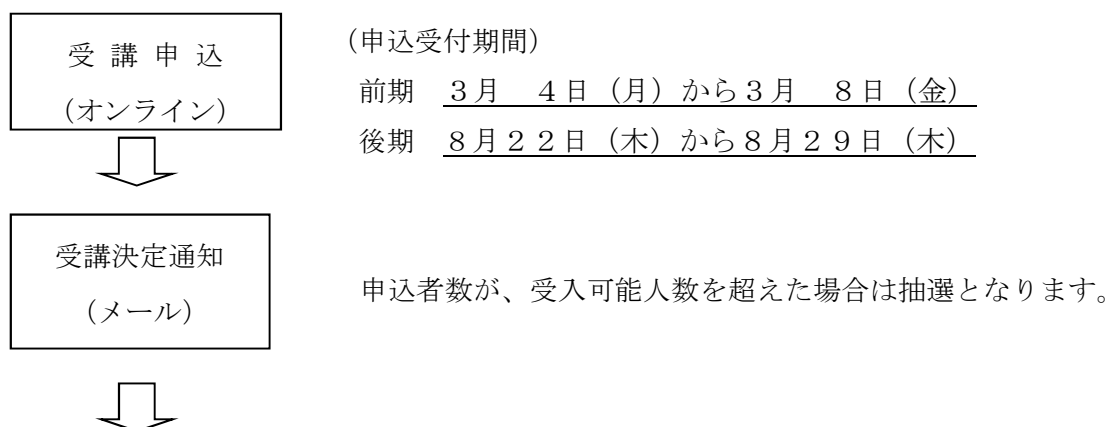 受 講 申 込
(オンライン)
(申込受付期間)
前期　３月　４日（月）から３月　８日（金）
後期　８月２２日（木）から８月２９日（木）
受講決定通知
（メール）
申込者数が、受入可能人数を超えた場合は抽選となります。